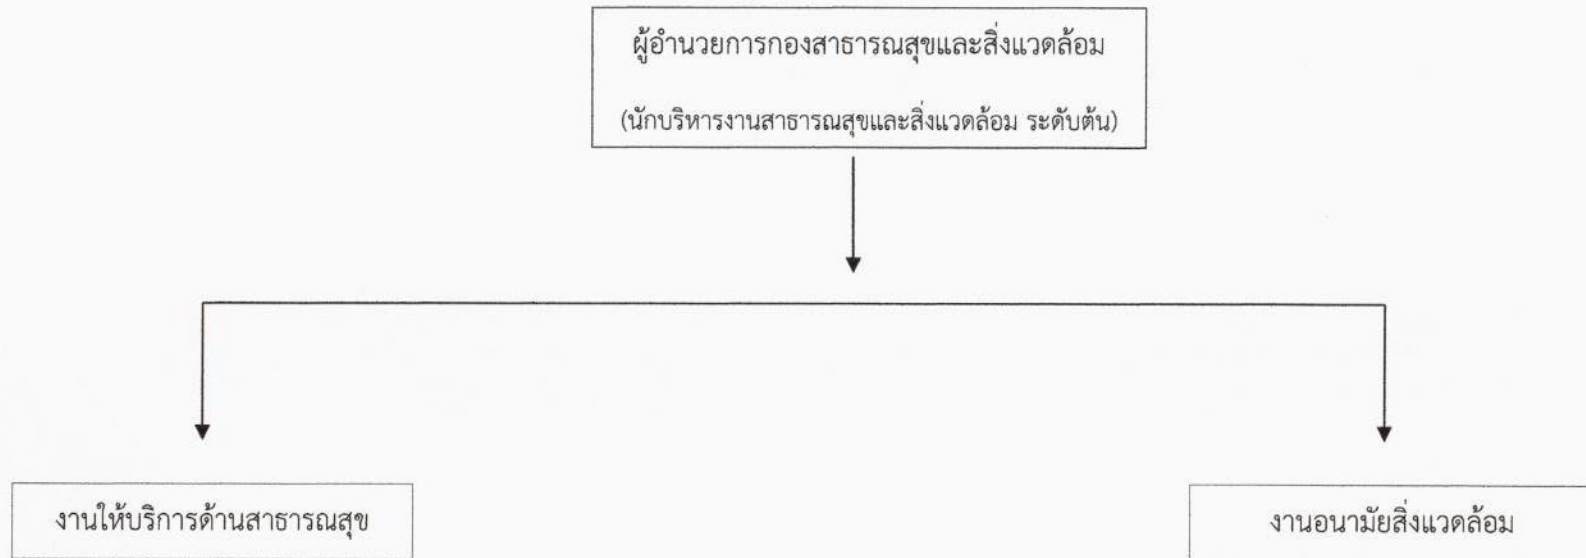 ผู้อำนวยการกองสาธารณสุขและสิ่งแวดล้อม
(นักบริหารงานสาธารณสุขและสิ่งแวดล้อม ระดับต้น)
งานให้บริการด้านสาธารณสุข
งานอนามัยสิ่งแวดล้อม